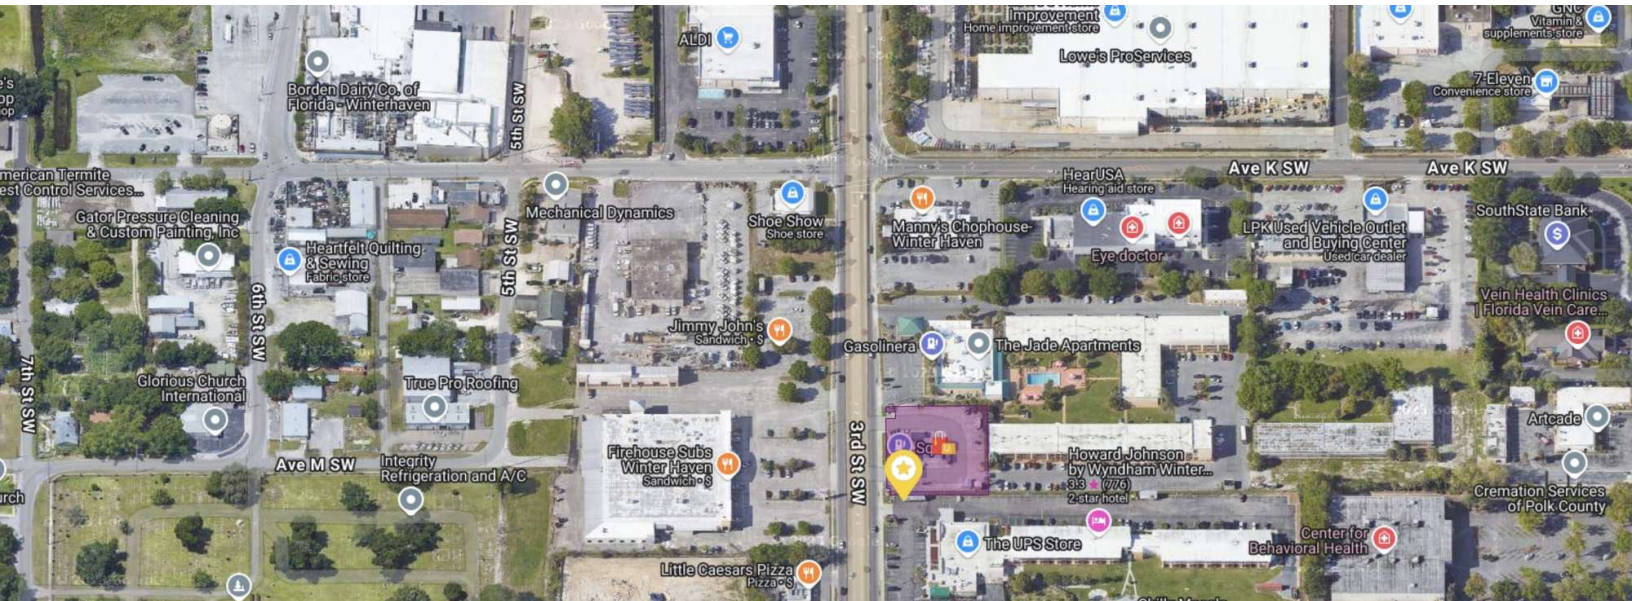 Improvement
Home improvement store
GNC
Vitamin &
supplements store
ALDI
Lowe's ProServices
7-Eleven
Convenience store
Borden Dairy Co. of
Florida - Winterhaven
5th St SW
Ave K SW
Ave K SW
American Termite
est Control Services...
HearUSA
Hearing aid store
Mechanical Dynamics
Gator Pressure Cleaning
& Custom Painting, Inc
Shoe Show
Shoe store
Manny's Chophouse-
Winter Haven
LPK Used Vehicle Outlet
and Buying Center
Used car dealer
SouthState Bank
Heartfelt Quilting
& Sewing
Fabric store
5th St SW
Eye doctor
Vein Health Clinics
| Florida Vein Care...
6th St SW
Jimmy John's
Sandwich • $
Gasolinera
The Jade Apartments
7th St SW
Glorious Church
International
True Pro Roofing
Artcade
3rd St SW
Ave M SW
Integrity
Refrigeration and A/C
Firehouse Subs
Winter Haven
Sandwich • $
Sq
Howard Johnson
by Wyndham Winter...
3.3 ★ (776)
2-star hotel
Cremation Services
of Polk County
The UPS Store
Center for
Behavioral Health
Little Caesars Pizza
Pizza • $